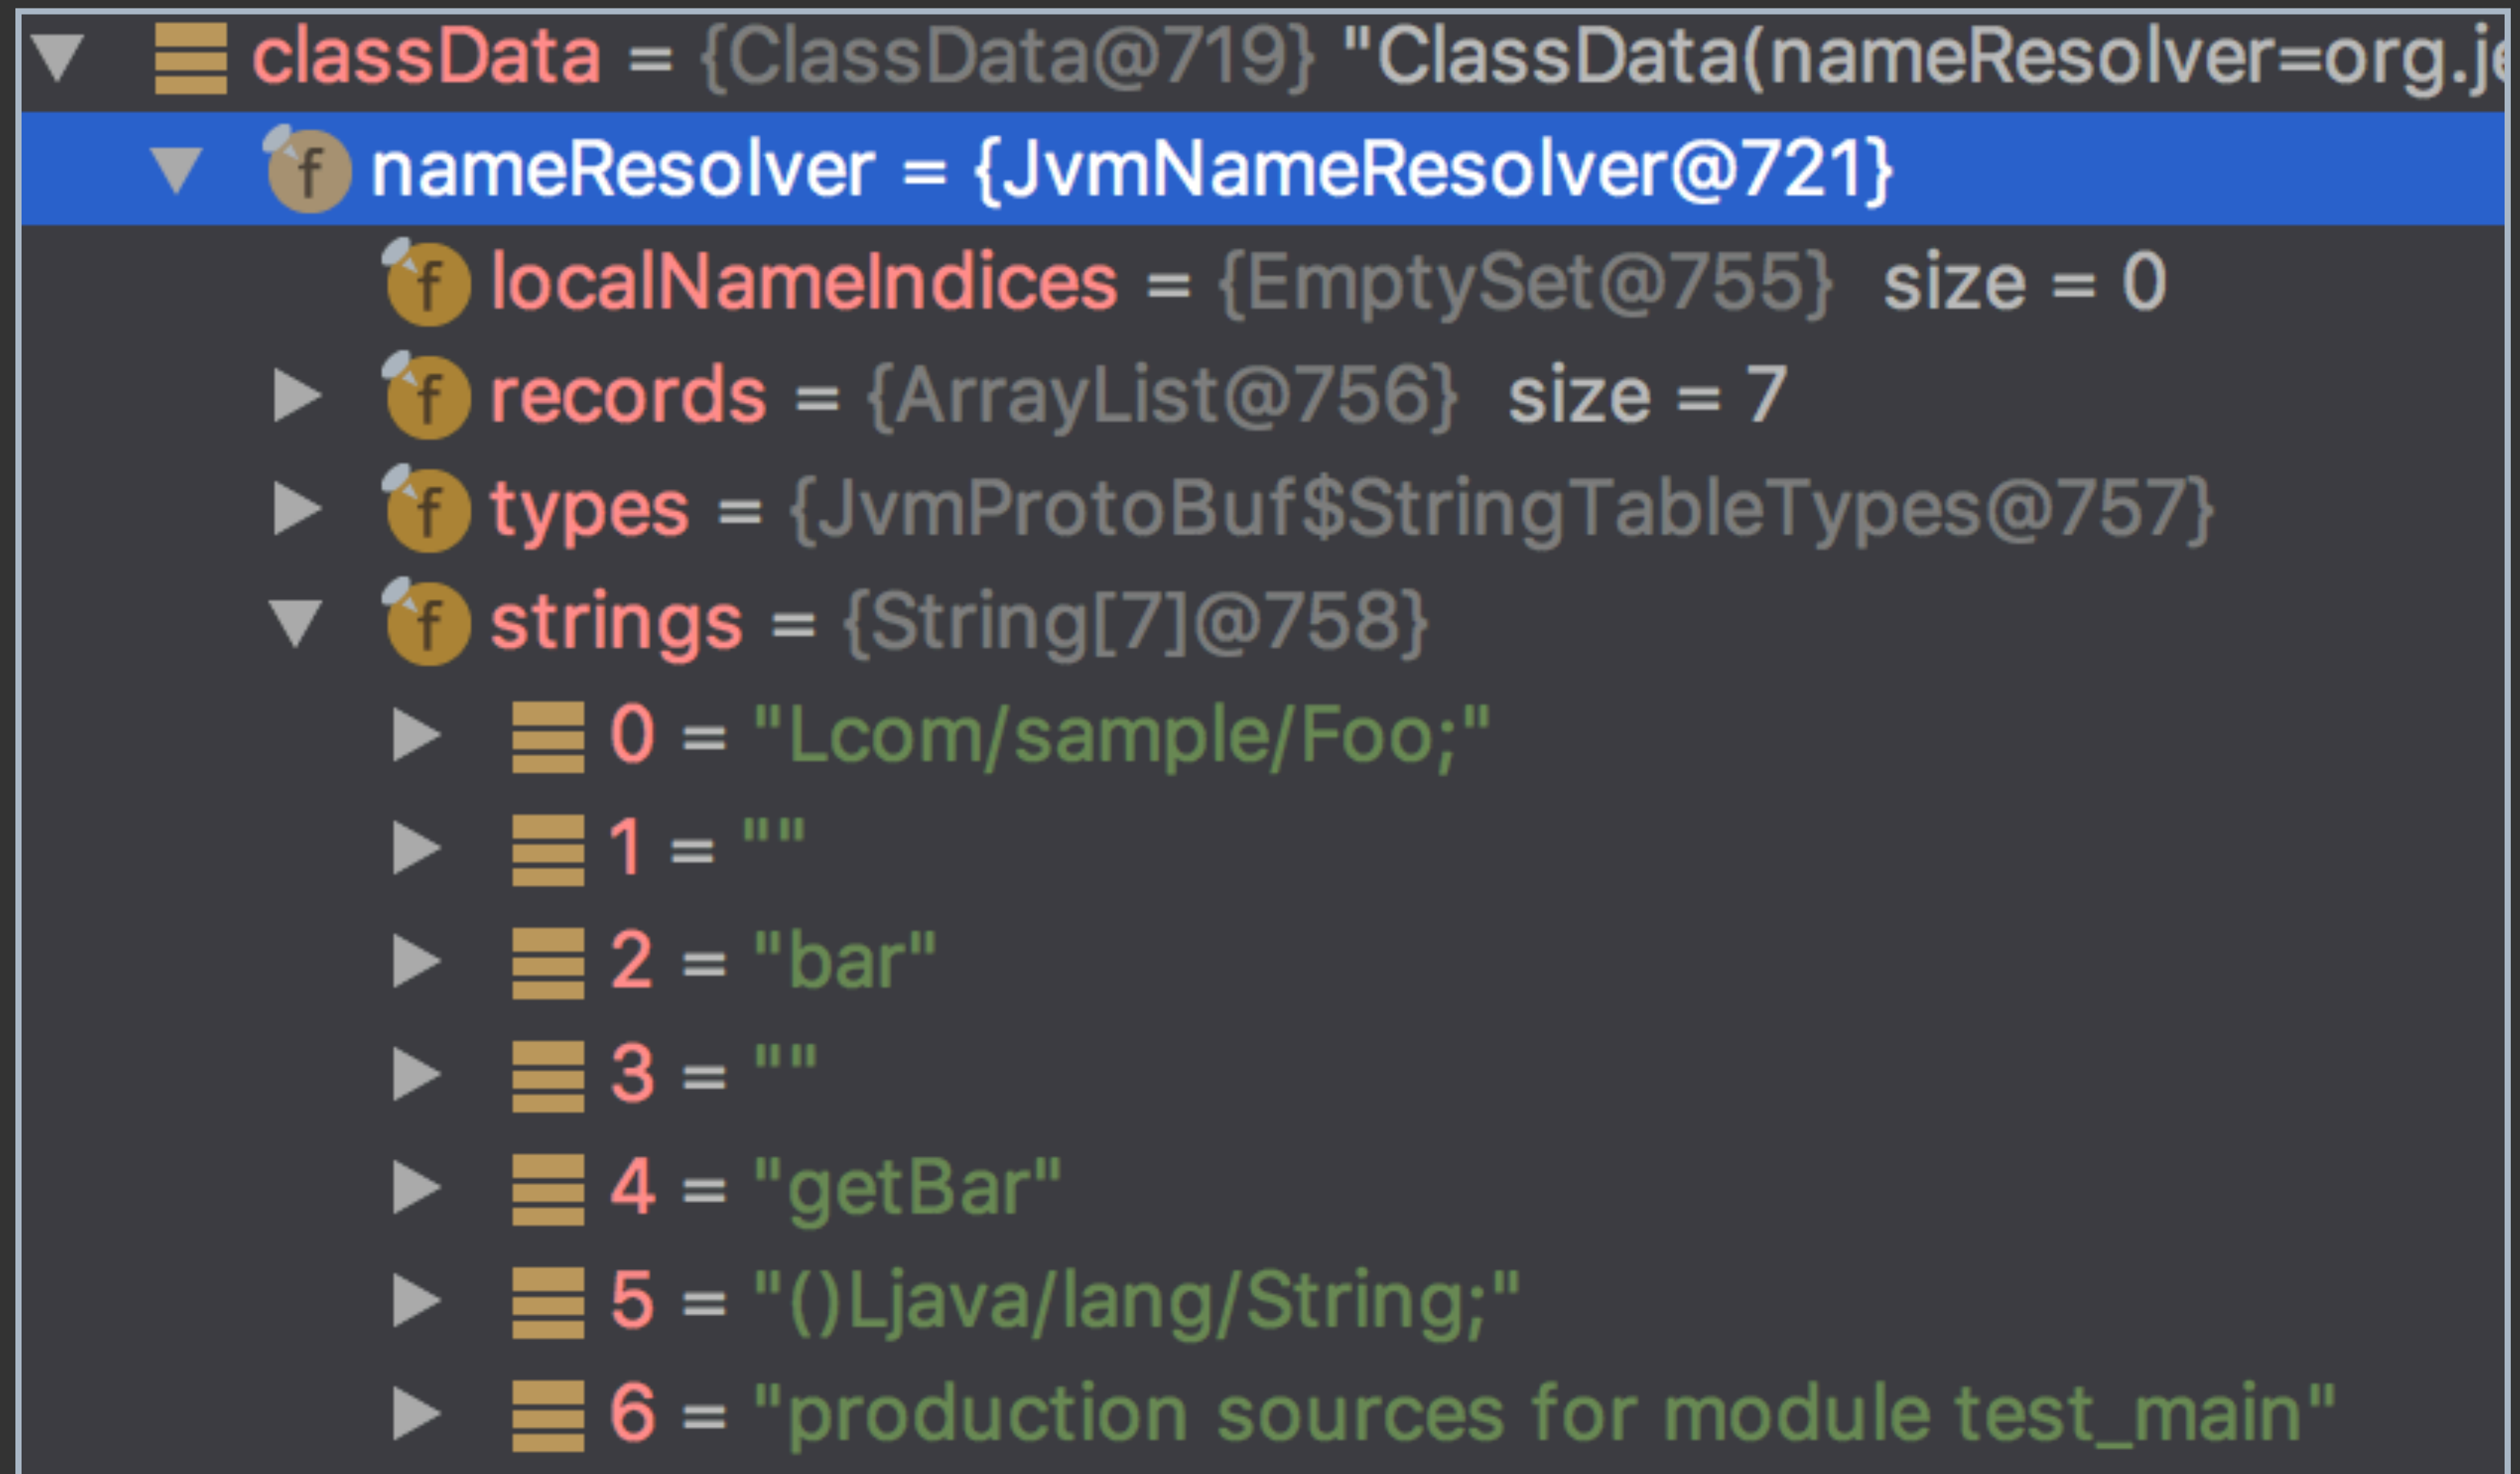 classData = {ClassData@719} "ClassData(nameResolver=org.je
f nameResolver = {JvmNameResolver@721}
f localNameIndices = {EmptySet@755} size = 0
f records = {ArrayList@756} size = 7
f types = {JvmProtoBuf$StringTableTypes@757}
f strings = {String[7]@758}
0 = "Lcom/sample/Foo;"
1 = ""
2 = "bar"
3 = ""
4 = "getBar"
5 = "()Ljava/lang/String;"
6 = "production sources for module test_main"